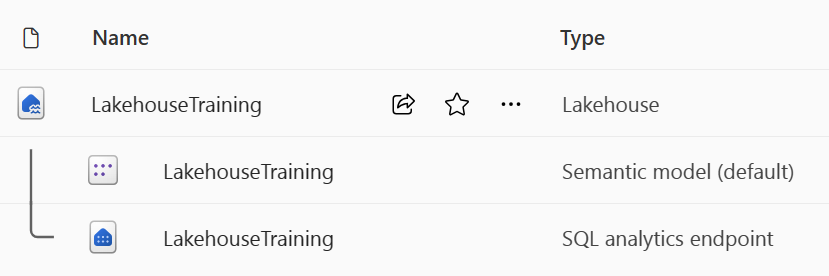 Name Type
LakehouseTraining Lakehouse
LakehouseTraining Semantic model (default)
LakehouseTraining SQL analytics endpoint